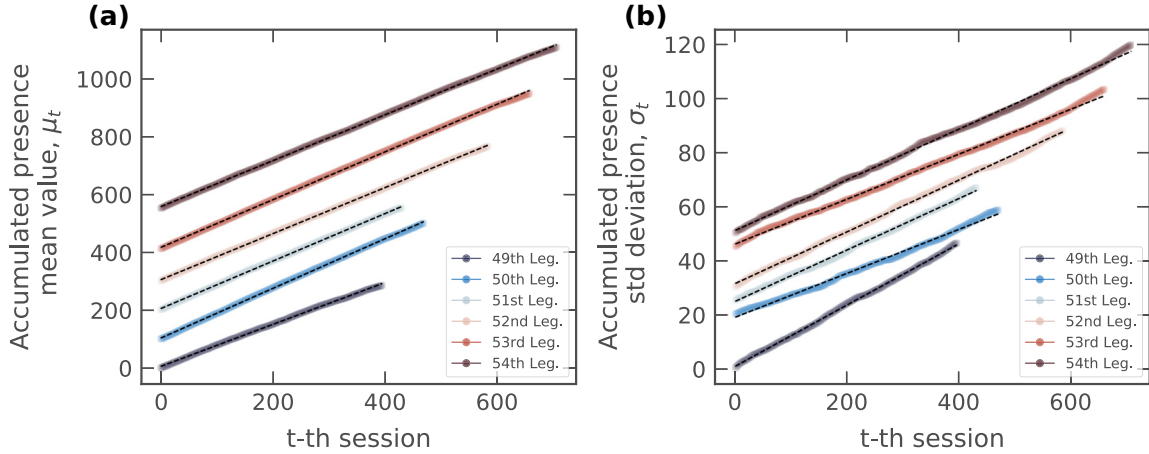 (a)
Accumulated presence
mean value, μt
1000
800
600
400
200
0
0
200
400
600
t-th session
49th Leg.
50th Leg.
51st Leg.
52nd Leg.
53rd Leg.
54th Leg.
(b)
Accumulated presence
std deviation, σt
120
100
80
60
40
20
0
0
200
400
600
t-th session
49th Leg.
50th Leg.
51st Leg.
52nd Leg.
53rd Leg.
54th Leg.